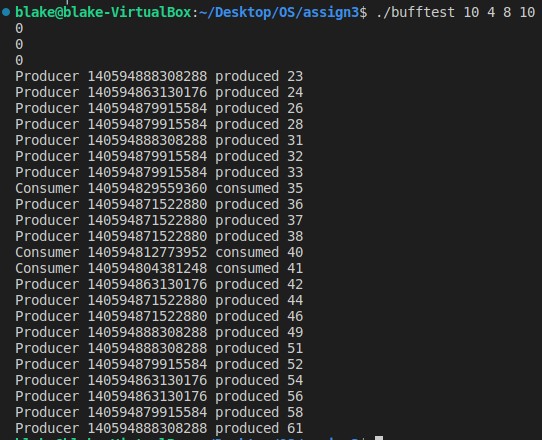 blake@blake-VirtualBox:~/Desktop/OS/assign3$ ./bufftest 10 4 8 10
0
0
0
Producer 140594888308288 produced 23
Producer 140594863130176 produced 24
Producer 140594879915584 produced 26
Producer 140594879915584 produced 28
Producer 140594888308288 produced 31
Producer 140594879915584 produced 32
Producer 140594879915584 produced 33
Consumer 140594829559360 consumed 35
Producer 140594871522880 produced 36
Producer 140594871522880 produced 37
Producer 140594871522880 produced 38
Consumer 140594812773952 consumed 40
Consumer 140594804381248 consumed 41
Producer 140594863130176 produced 42
Producer 140594871522880 produced 44
Producer 140594871522880 produced 46
Producer 140594888308288 produced 49
Producer 140594888308288 produced 51
Producer 140594879915584 produced 52
Producer 140594863130176 produced 54
Producer 140594863130176 produced 56
Producer 140594879915584 produced 58
Producer 140594888308288 produced 61